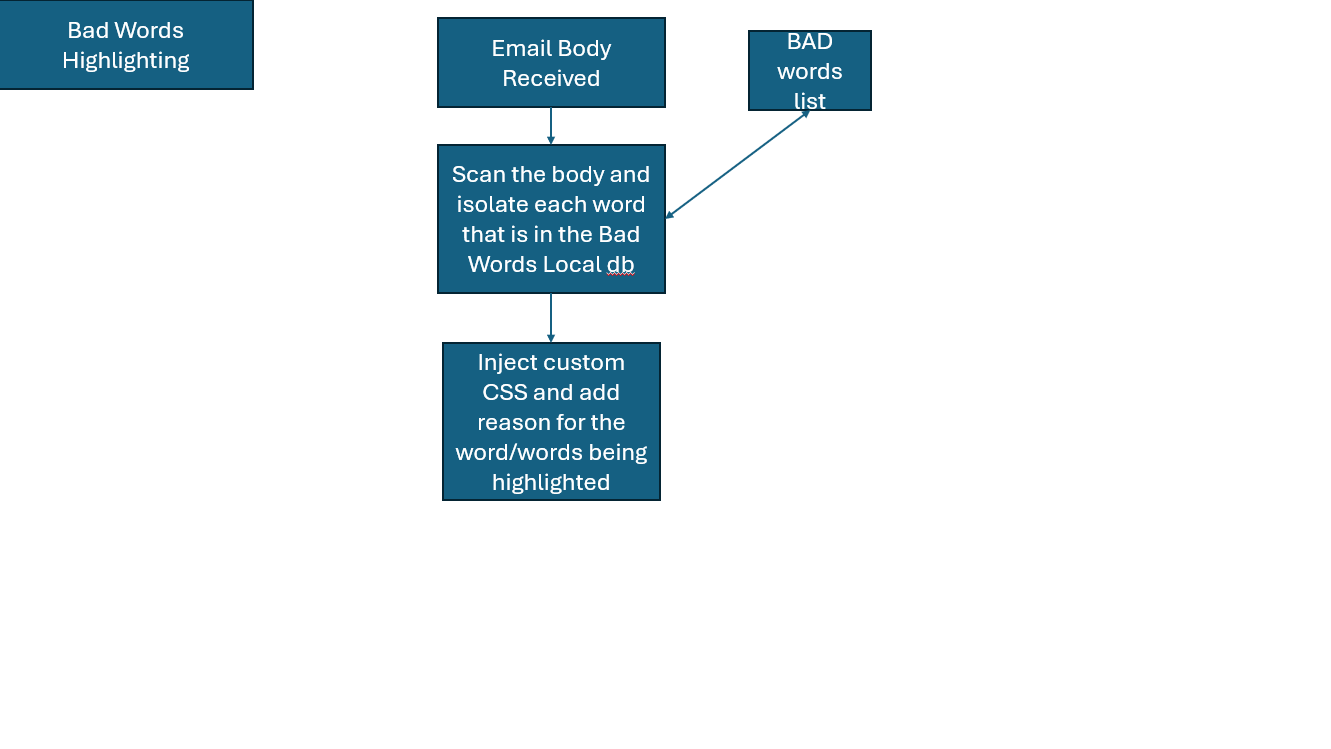 Bad Words
Highlighting
Email Body
Received
BAD
words
list
Scan the body and
isolate each word
that is in the Bad
Words Local db
Inject custom
CSS and add
reason for the
word/words being
highlighted